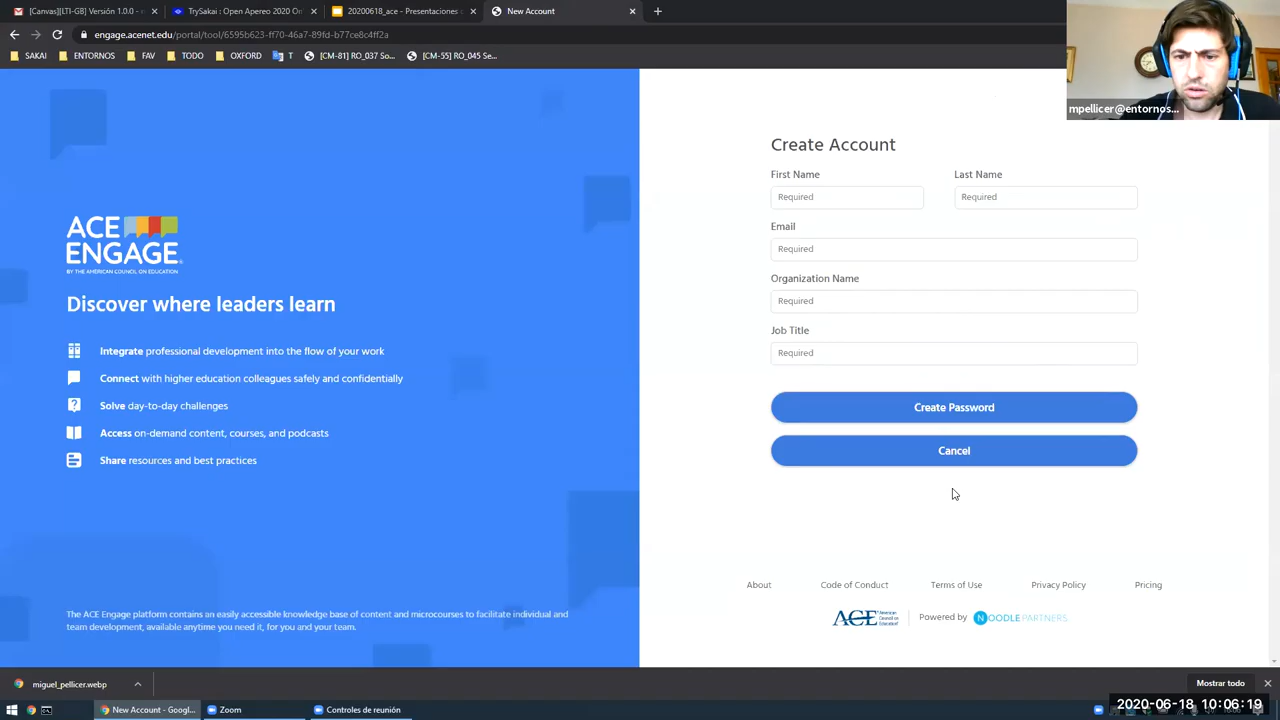 [Canvas][LTI-G8] Versión 1.0.0 -
TrySakai : Open Apereo 2020 Onl
20200618_ace - Presentaciones d
New Account
engage.acenet.edu/portal/tool/6595b623-ff70-46a7-89fd-b77ce8c4ff2a
SAKAI
ENTORNOS
FAV
TODO
OXFORD
T
[CM-81] RO_037 So...
[CM-55] RO_045 Se...
mpellicer@entornos...
ACE
ENGAGE
BY THE AMERICAN COUNCIL ON EDUCATION
Discover where leaders learn
Integrate professional development into the flow of your work
Connect with higher education colleagues safely and confidentially
Solve day-to-day challenges
Access on-demand content, courses, and podcasts
Share resources and best practices
The ACE Engage platform contains an easily accessible knowledge base of content and microcourses to facilitate individual and
team development, available anytime you need it, for you and your team.
Create Account
First Name
Last Name
Required
Required
Email
Required
Organization Name
Required
Job Title
Required
Create Password
Cancel
About
Code of Conduct
Terms of Use
Privacy Policy
Pricing
ACE American Council on Education
Powered by NOODLEPARTNERS
miguel_pellicer.webp
Mostrar todo
New Account - Googl...
Zoom
Controles de reunión
2020-06-18 10:06:19